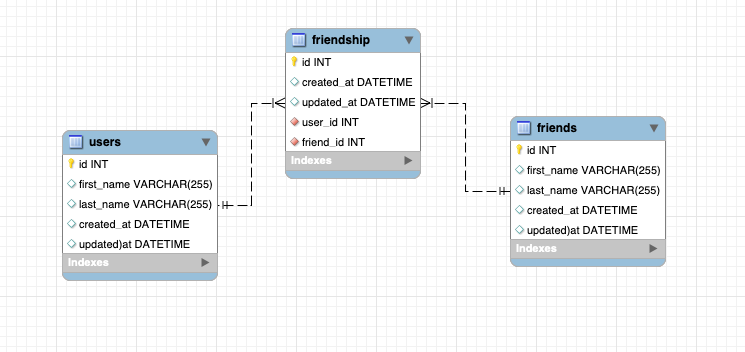 friendship
id INT
created_at DATETIME
updated_at DATETIME
user_id INT
friend_id INT
Indexes
users
id INT
first_name VARCHAR(255)
last_name VARCHAR(255)
created_at DATETIME
updated)at DATETIME
Indexes
friends
id INT
first_name VARCHAR(255)
last_name VARCHAR(255)
created_at DATETIME
updated)at DATETIME
Indexes